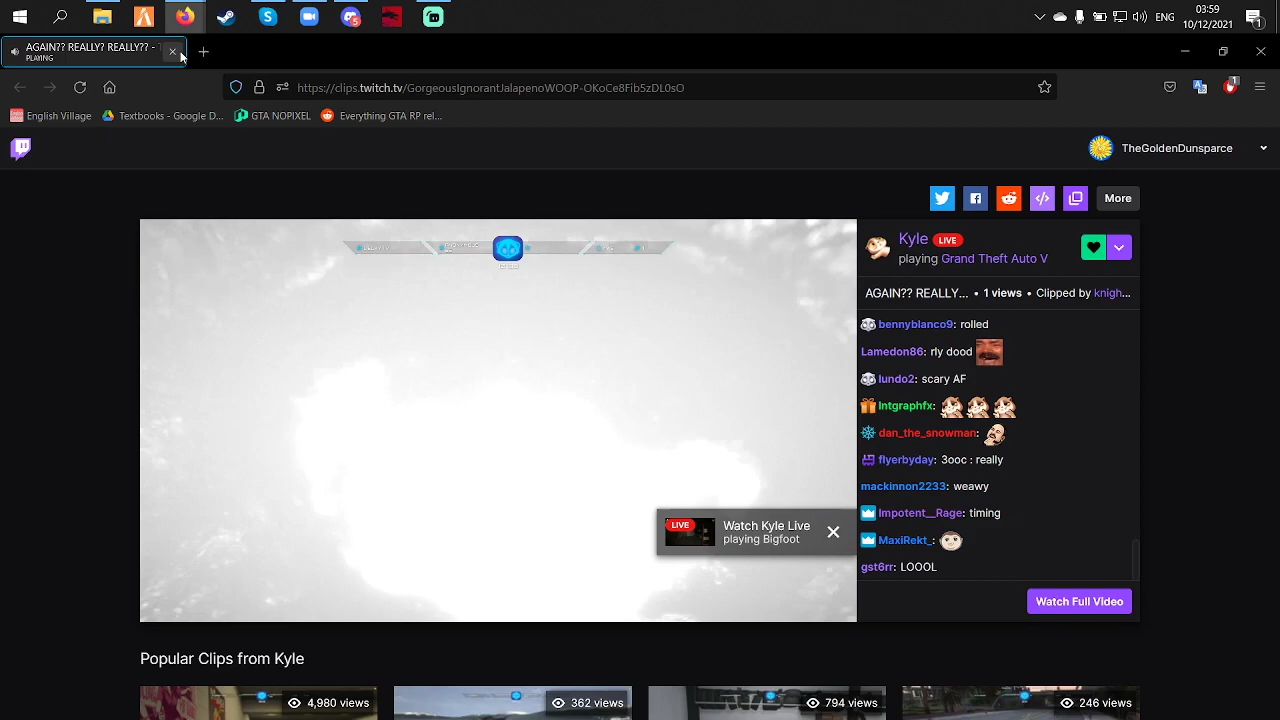 03:59
ENG
10/12/2021
1
5
AGAIN?? REALLY? REALLY?? -
PLAYING
https://clips.twitch.tv/GorgeousIgnorantJalapenoWOOP-OKoCe8Fib5zDL0sO
1
English Village
Textbooks - Google D...
GTA NOPIXEL
Everything GTA RP rel...
TheGoldenDunsparce
More
Kyle LIVE
playing Grand Theft Auto V
AGAIN?? REALLY... • 1 views • Clipped by knigh...
bennyblanco9: rolled
Lamedon86: rly dood
lundo2: scary AF
Intgraphfx:
dan_the_snowman:
flyerbyday: 3ooc : really
mackinnon2233: weawy
Impotent__Rage: timing
MaxiRekt_:
gst6rr: LOOOL
LIVE
Watch Kyle Live
playing Bigfoot
Watch Full Video
Popular Clips from Kyle
4,980 views
362 views
794 views
246 views